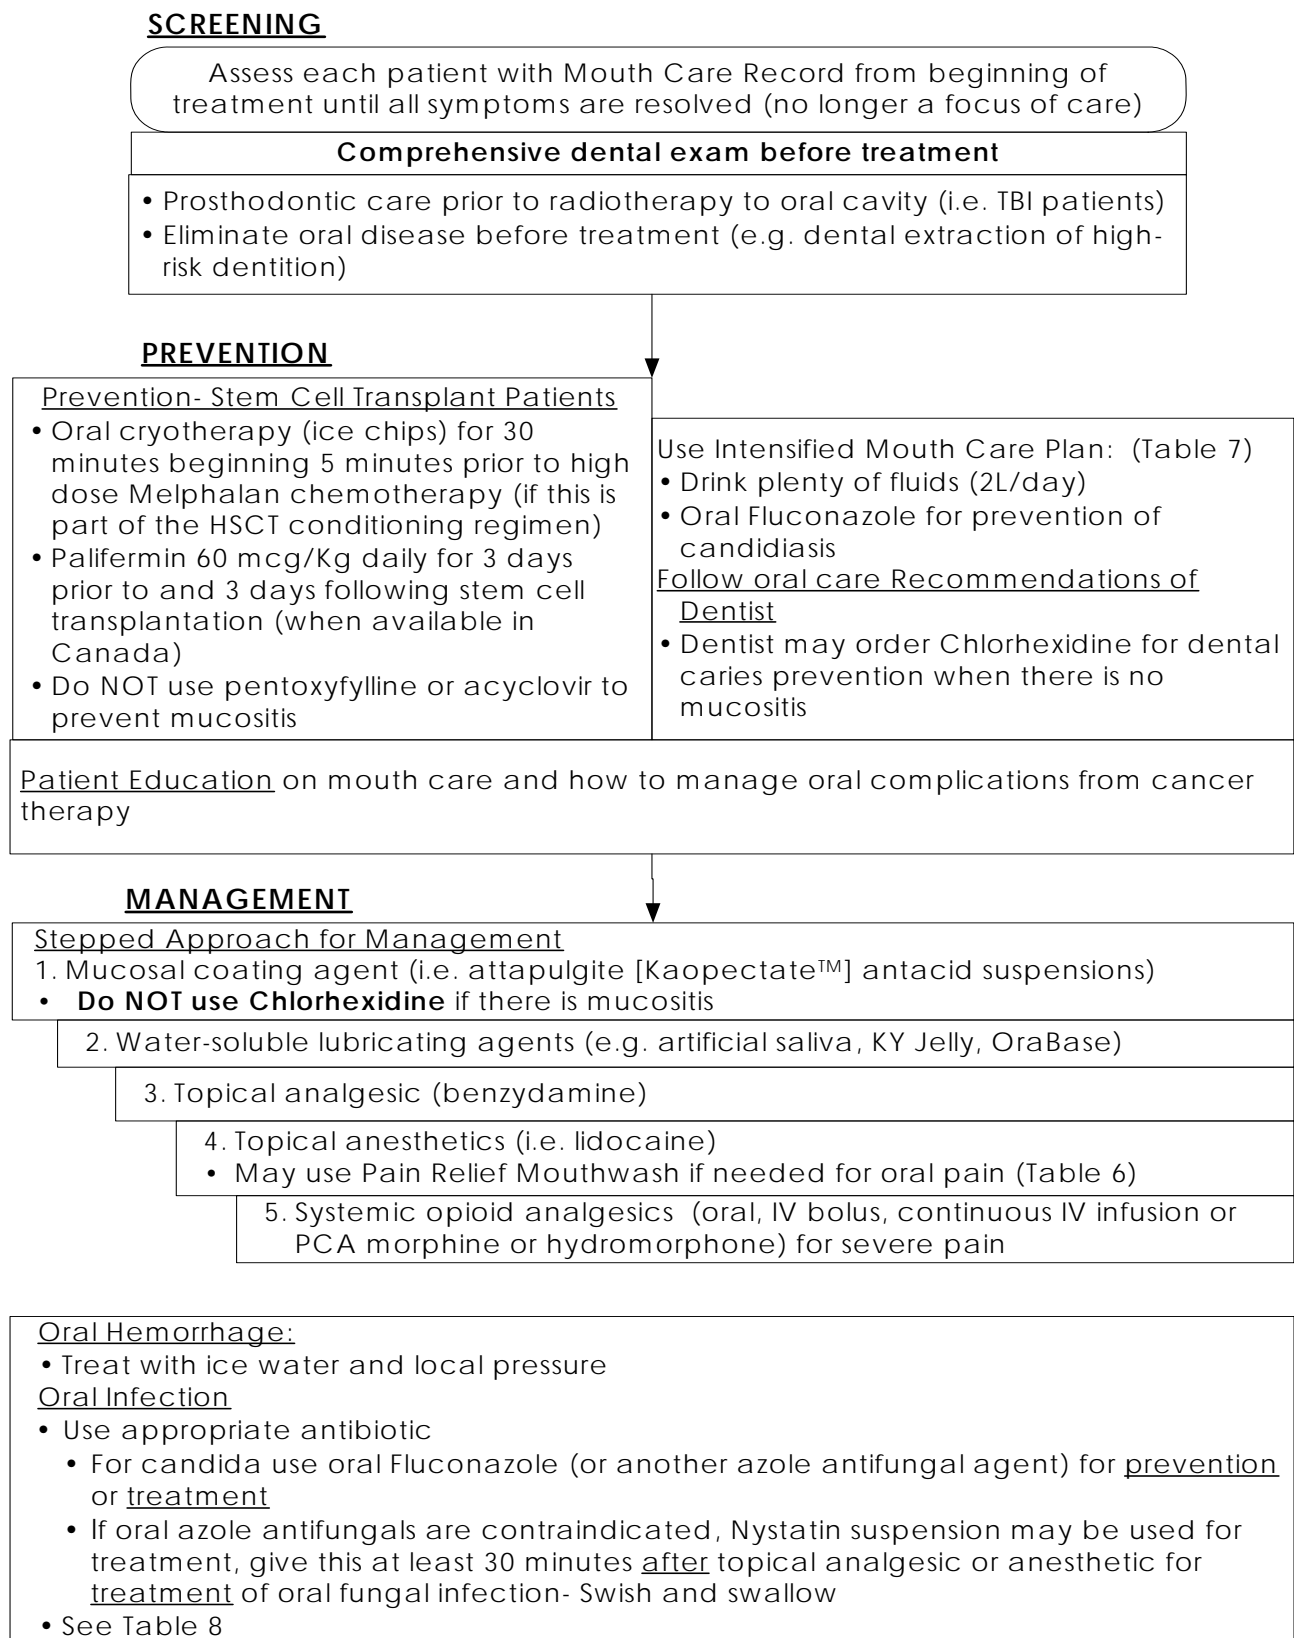 SCREENING
Assess each patient with Mouth Care Record from beginning of
treatment until all symptoms are resolved (no longer a focus of care)
Comprehensive dental exam before treatment
• Prosthodontic care prior to radiotherapy to oral cavity (i.e. TBI patients)
• Eliminate oral disease before treatment (e.g. dental extraction of high-
risk dentition)
PREVENTION
Prevention- Stem Cell Transplant Patients
• Oral cryotherapy (ice chips) for 30
minutes beginning 5 minutes prior to high
dose Melphalan chemotherapy (if this is
part of the HSCT conditioning regimen)
• Palifermin 60 mcg/Kg daily for 3 days
prior to and 3 days following stem cell
transplantation (when available in
Canada)
• Do NOT use pentoxyfylline or acyclovir to
prevent mucositis
Use Intensified Mouth Care Plan: (Table 7)
• Drink plenty of fluids (2L/day)
• Oral Fluconazole for prevention of
candidiasis
Follow oral care Recommendations of
Dentist
• Dentist may order Chlorhexidine for dental
caries prevention when there is no
mucositis
Patient Education on mouth care and how to manage oral complications from cancer
therapy
MANAGEMENT
Stepped Approach for Management
1. Mucosal coating agent (i.e. attapulgite [Kaopectate™] antacid suspensions)
• Do NOT use Chlorhexidine if there is mucositis
2. Water-soluble lubricating agents (e.g. artificial saliva, KY Jelly, OraBase)
3. Topical analgesic (benzydamine)
4. Topical anesthetics (i.e. lidocaine)
• May use Pain Relief Mouthwash if needed for oral pain (Table 6)
5. Systemic opioid analgesics (oral, IV bolus, continuous IV infusion or
PCA morphine or hydromorphone) for severe pain
Oral Hemorrhage:
• Treat with ice water and local pressure
Oral Infection
• Use appropriate antibiotic
• For candida use oral Fluconazole (or another azole antifungal agent) for prevention
or treatment
• If oral azole antifungals are contraindicated, Nystatin suspension may be used for
treatment, give this at least 30 minutes after topical analgesic or anesthetic for
treatment of oral fungal infection- Swish and swallow
• See Table 8